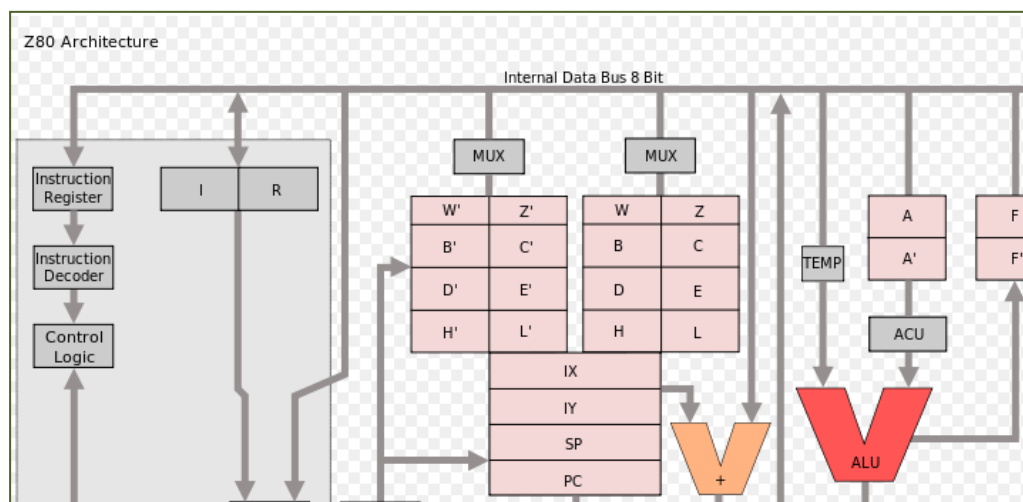 Z80 Architecture
Internal Data Bus 8 Bit
MUX
MUX
Instruction
Register
I
R
W'
Z'
W
Z
A
F
B'
C'
B
C
Instruction
Decoder
TEMP
A'
F'
D'
E'
D
E
H'
L'
H
L
Control
Logic
ACU
IX
IY
SP
ALU
PC
+